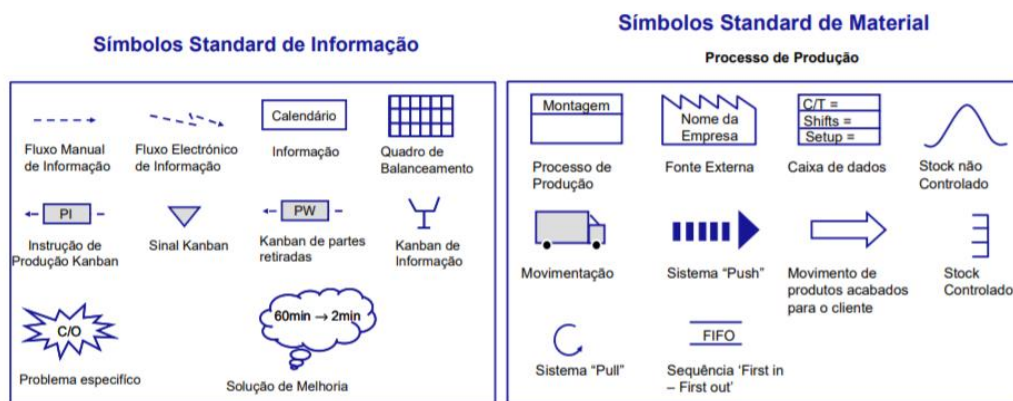 Símbolos Standard de Informação
Fluxo Manual
de Informação
Fluxo Electrónico
de Informação
Calendário
Informação
Quadro de
Balanceamento
PI
Instrução de
Produção Kanban
Sinal Kanban
PW
Kanban de partes
retiradas
Kanban de
Informação
C/O
Problema especifíco
60min → 2min
Solução de Melhoria
Símbolos Standard de Material
Processo de Produção
Montagem
Processo de
Produção
Nome da
Empresa
Fonte Externa
C/T =
Shifts =
Setup =
Caixa de dados
Stock não
Controlado
Movimentação
Sistema “Push”
Movimento de
produtos acabados
para o cliente
Stock
Controlado
Sistema “Pull”
FIFO
Sequência ‘First in
– First out’